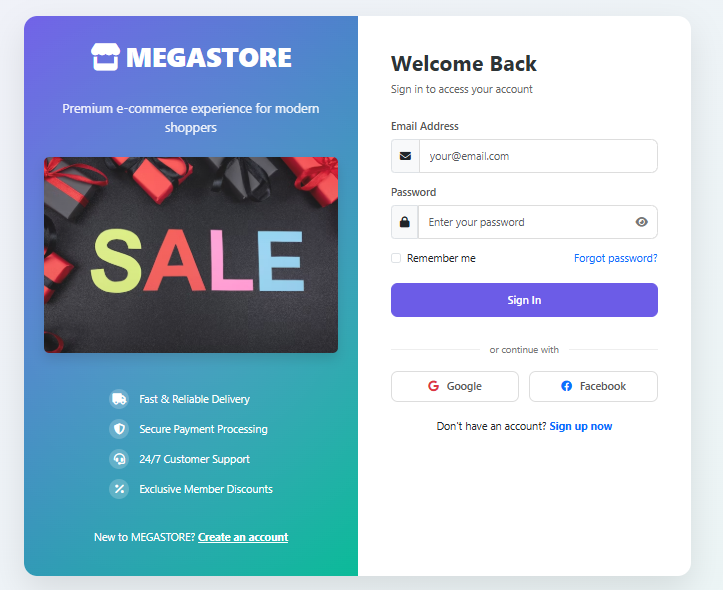 MEGASTORE
Premium e-commerce experience for modern
shoppers
SALE
Fast & Reliable Delivery
Secure Payment Processing
24/7 Customer Support
Exclusive Member Discounts
New to MEGASTORE? Create an account
Welcome Back
Sign in to access your account
Email Address
your@email.com
Password
Enter your password
Remember me
Forgot password?
Sign In
or continue with
Google
Facebook
Don't have an account? Sign up now